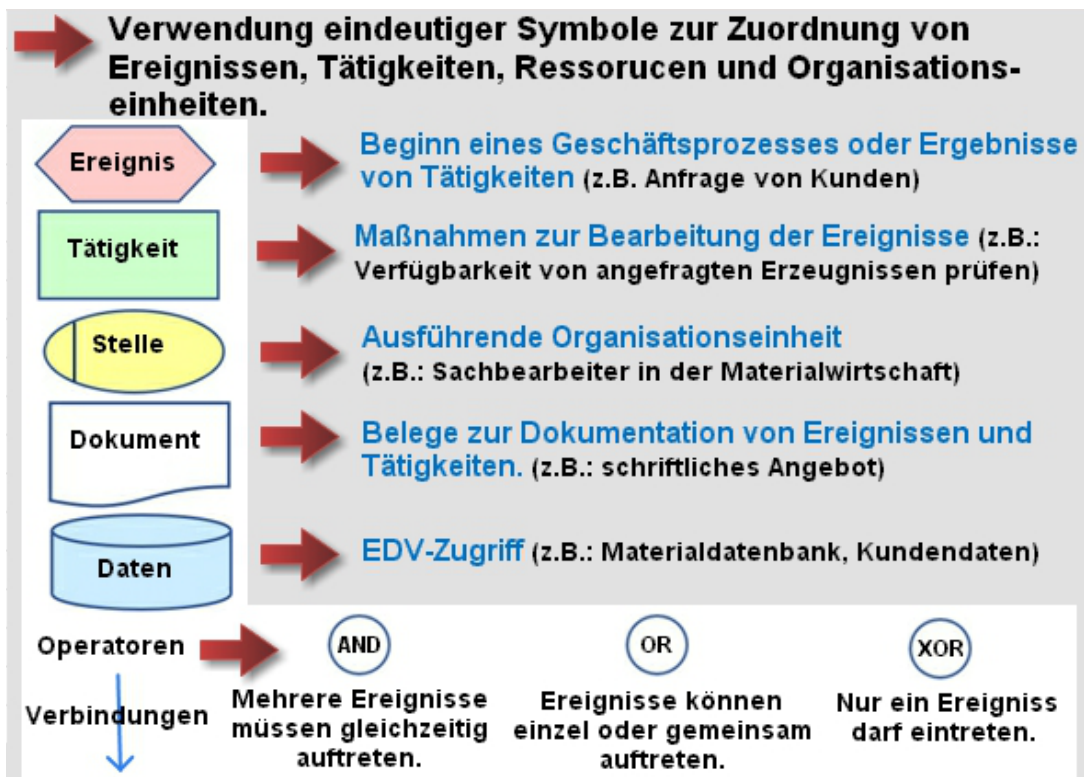 Verwendung eindeutiger Symbole zur Zuordnung von
Ereignissen, Tätigkeiten, Ressorucen und Organisations-
einheiten.
Ereignis
Beginn eines Geschäftsprozesses oder Ergebnisse
von Tätigkeiten (z.B. Anfrage von Kunden)
Tätigkeit
Maßnahmen zur Bearbeitung der Ereignisse (z.B.:
Verfügbarkeit von angefragten Erzeugnissen prüfen)
Stelle
Ausführende Organisationseinheit
(z.B.: Sachbearbeiter in der Materialwirtschaft)
Dokument
Belege zur Dokumentation von Ereignissen und
Tätigkeiten. (z.B.: schriftliches Angebot)
Daten
EDV-Zugriff (z.B.: Materialdatenbank, Kundendaten)
Operatoren
AND
OR
XOR
Verbindungen
Mehrere Ereignisse
müssen gleichzeitig
auftreten.
Ereignisse können
einzel oder gemeinsam
auftreten.
Nur ein Ereigniss
darf eintreten.